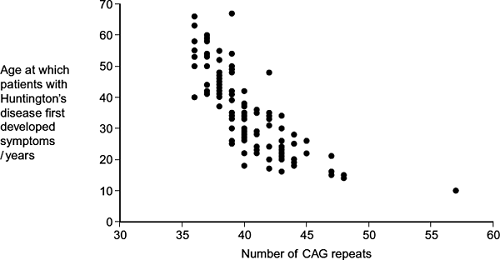 Age at which
patients with
Huntington's
disease first
developed
symptoms
/years
70
60
50
40
30
20
10
0
30 35 40 45 50 55 60
Number of CAG repeats